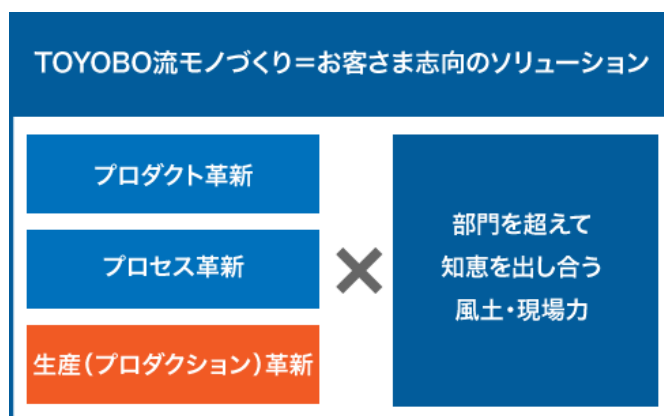 TOYOBO流モノづくり＝お客さま志向のソリューション
プロダクト革新
プロセス革新
生産（プロダクション）革新
×
部門を超えて
知恵を出し合う
風土・現場力